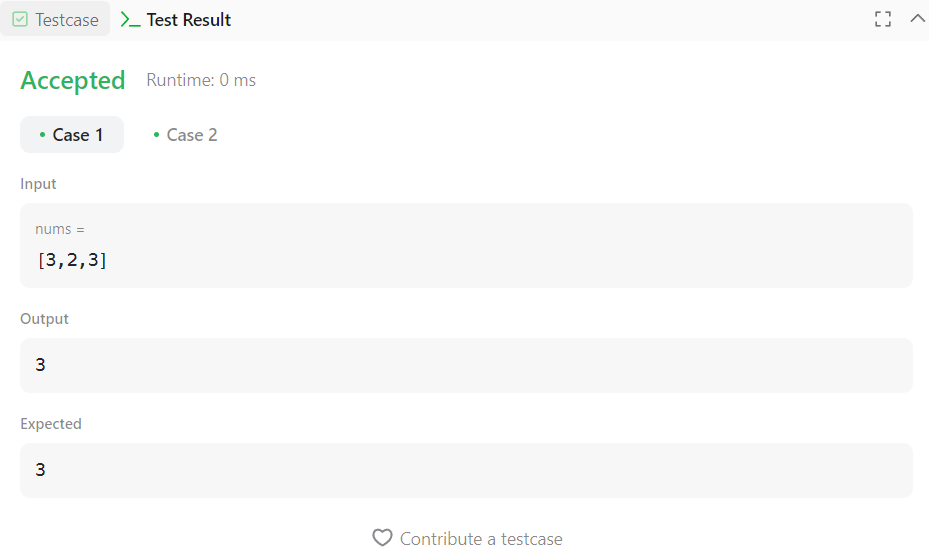 Testcase Test Result
Accepted Runtime: 0 ms
Case 1 Case 2
Input
nums =
[3,2,3]
Output
3
Expected
3
Contribute a testcase